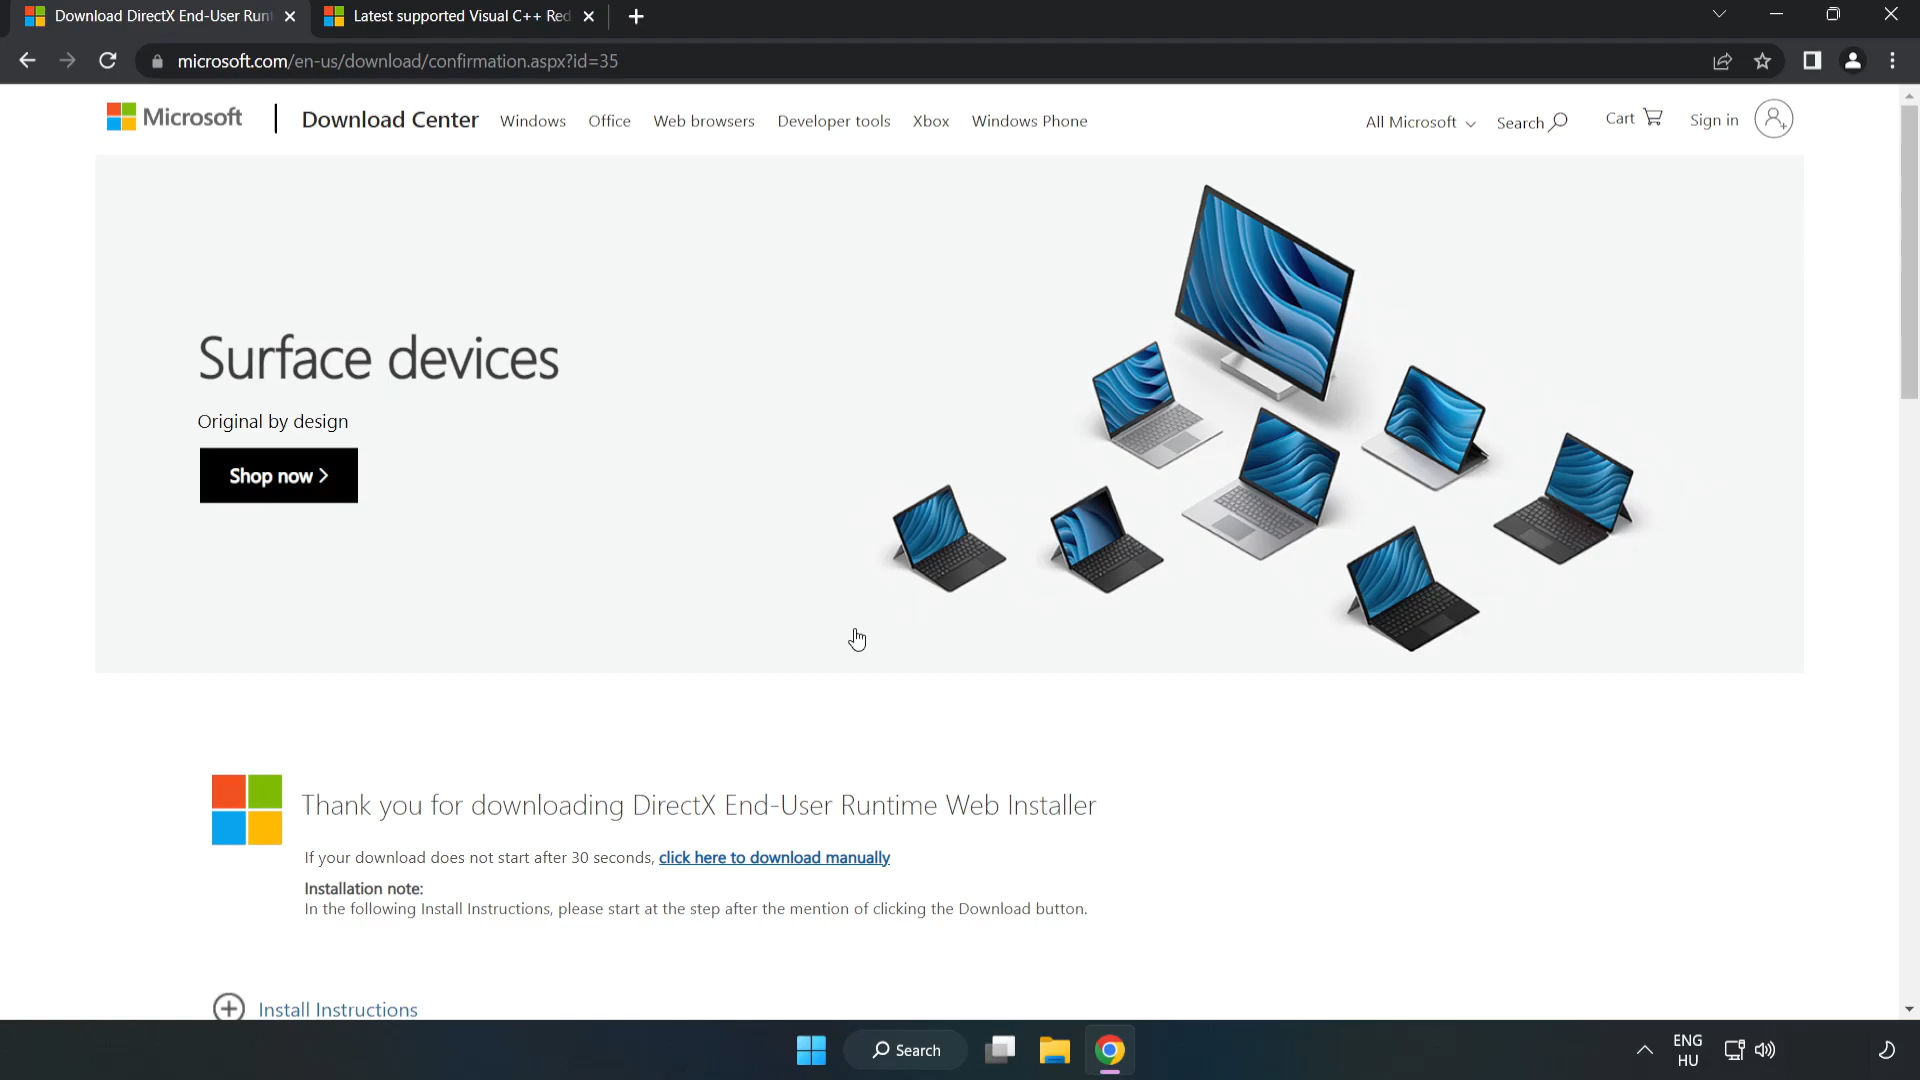 Download DirectX End-User Runt
Latest supported Visual C++ Red
microsoft.com/en-us/download/confirmation.aspx?id=35
Microsoft
Download Center
Windows
Office
Web browsers
Developer tools
Xbox
Windows Phone
All Microsoft
Search
Cart
Sign in
Surface devices
Original by design
Shop now >
Thank you for downloading DirectX End-User Runtime Web Installer
If your download does not start after 30 seconds, click here to download manually
Installation note:
In the following Install Instructions, please start at the step after the mention of clicking the Download button.
Install Instructions
Search
ENG
HU